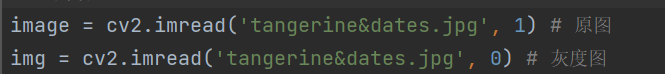 image = cv2.imread('tangerine&dates.jpg', 1) # 原图
img = cv2.imread('tangerine&dates.jpg', 0) # 灰度图